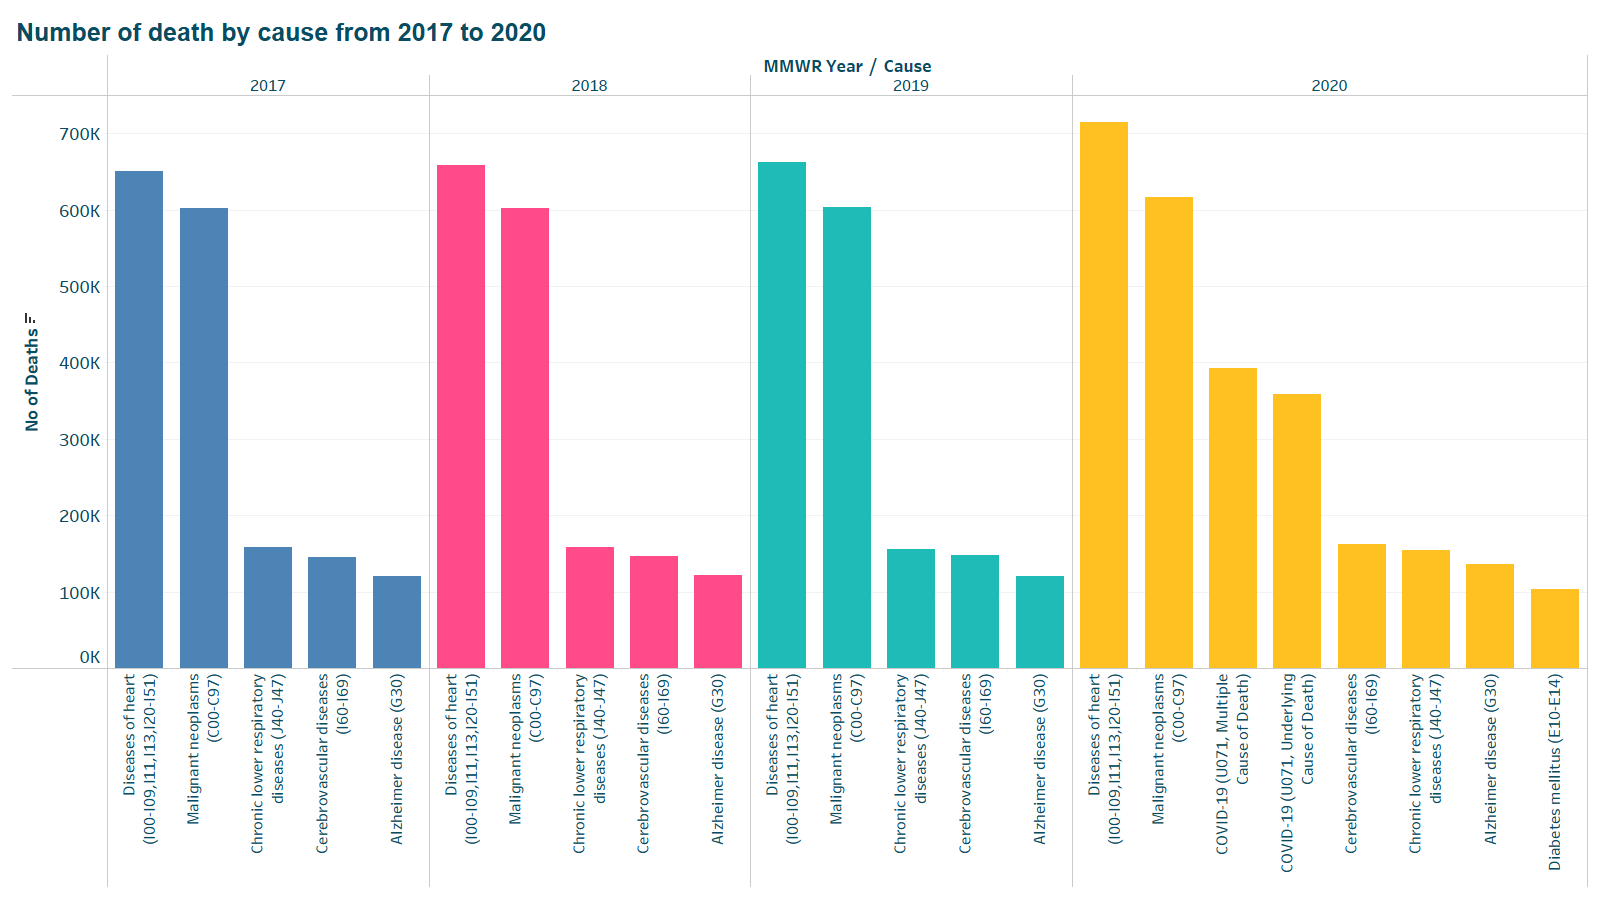 Number of death by cause from 2017 to 2020
MMWR Year / Cause
2017
2018
2019
2020
No of Deaths
700K
600K
500K
400K
300K
200K
100K
0K
Diseases of heart
(I00-I09,I11,I13,I20-I51)
Malignant neoplasms
(C00-C97)
Chronic lower respiratory
diseases (J40-J47)
Cerebrovascular diseases
(I60-I69)
Alzheimer disease (G30)
Diseases of heart
(I00-I09,I11,I13,I20-I51)
Malignant neoplasms
(C00-C97)
Chronic lower respiratory
diseases (J40-J47)
Cerebrovascular diseases
(I60-I69)
Alzheimer disease (G30)
Diseases of heart
(I00-I09,I11,I13,I20-I51)
Malignant neoplasms
(C00-C97)
Chronic lower respiratory
diseases (J40-J47)
Cerebrovascular diseases
(I60-I69)
Alzheimer disease (G30)
Diseases of heart
(I00-I09,I11,I13,I20-I51)
Malignant neoplasms
(C00-C97)
COVID-19 (U071, Multiple
Cause of Death)
COVID-19 (U071, Underlying
Cause of Death)
Cerebrovascular diseases
(I60-I69)
Chronic lower respiratory
diseases (J40-J47)
Alzheimer disease (G30)
Diabetes mellitus (E10-E14)